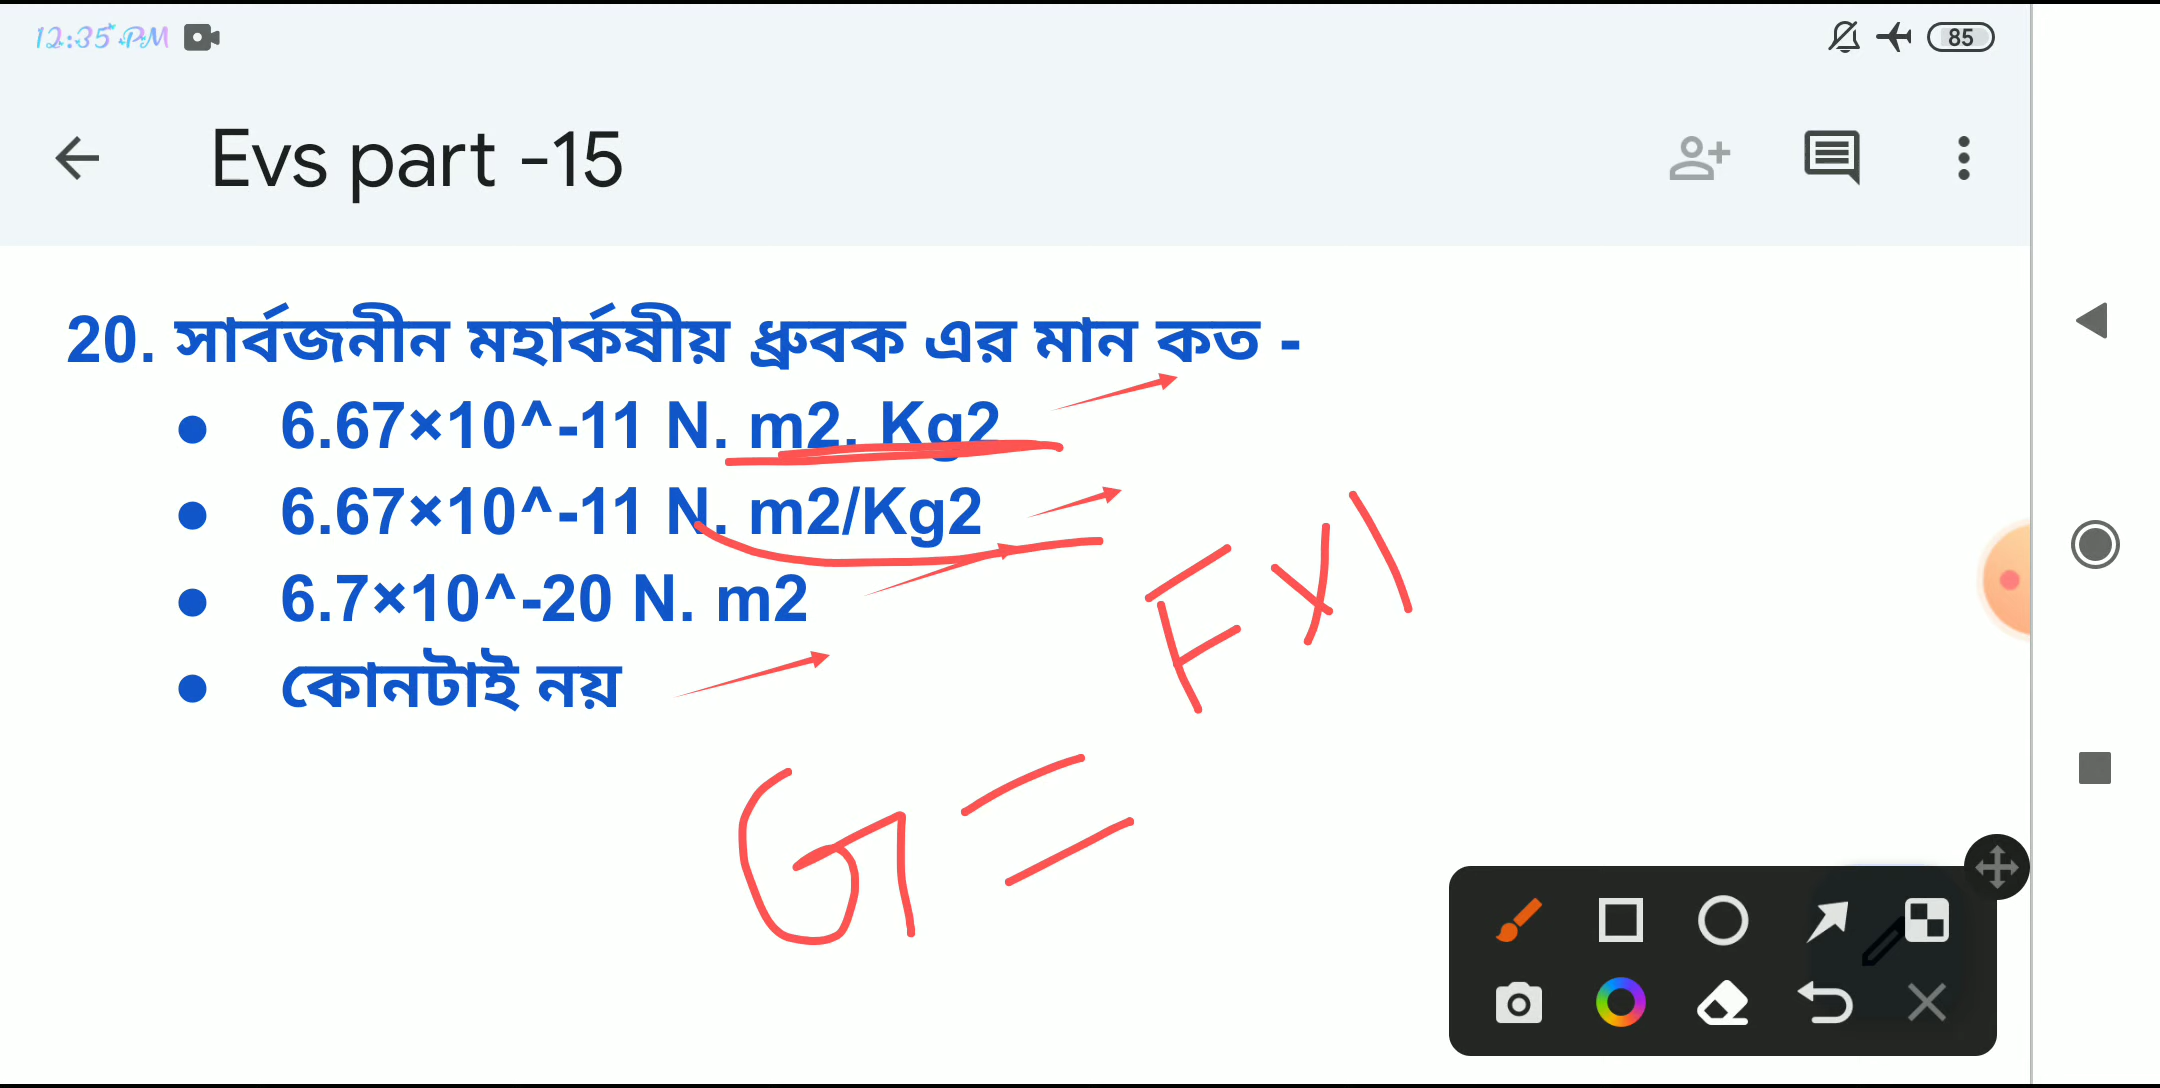 12:35 PM
85
Evs part -15
20. সার্বজনীন মহার্কষীয় ধ্রুবক এর মান কত -
● 6.67×10^-11 N. m2. Kg2
● 6.67×10^-11 N. m2/Kg2
● 6.7×10^-20 N. m2
● কোনটাই নয়
F x
G =